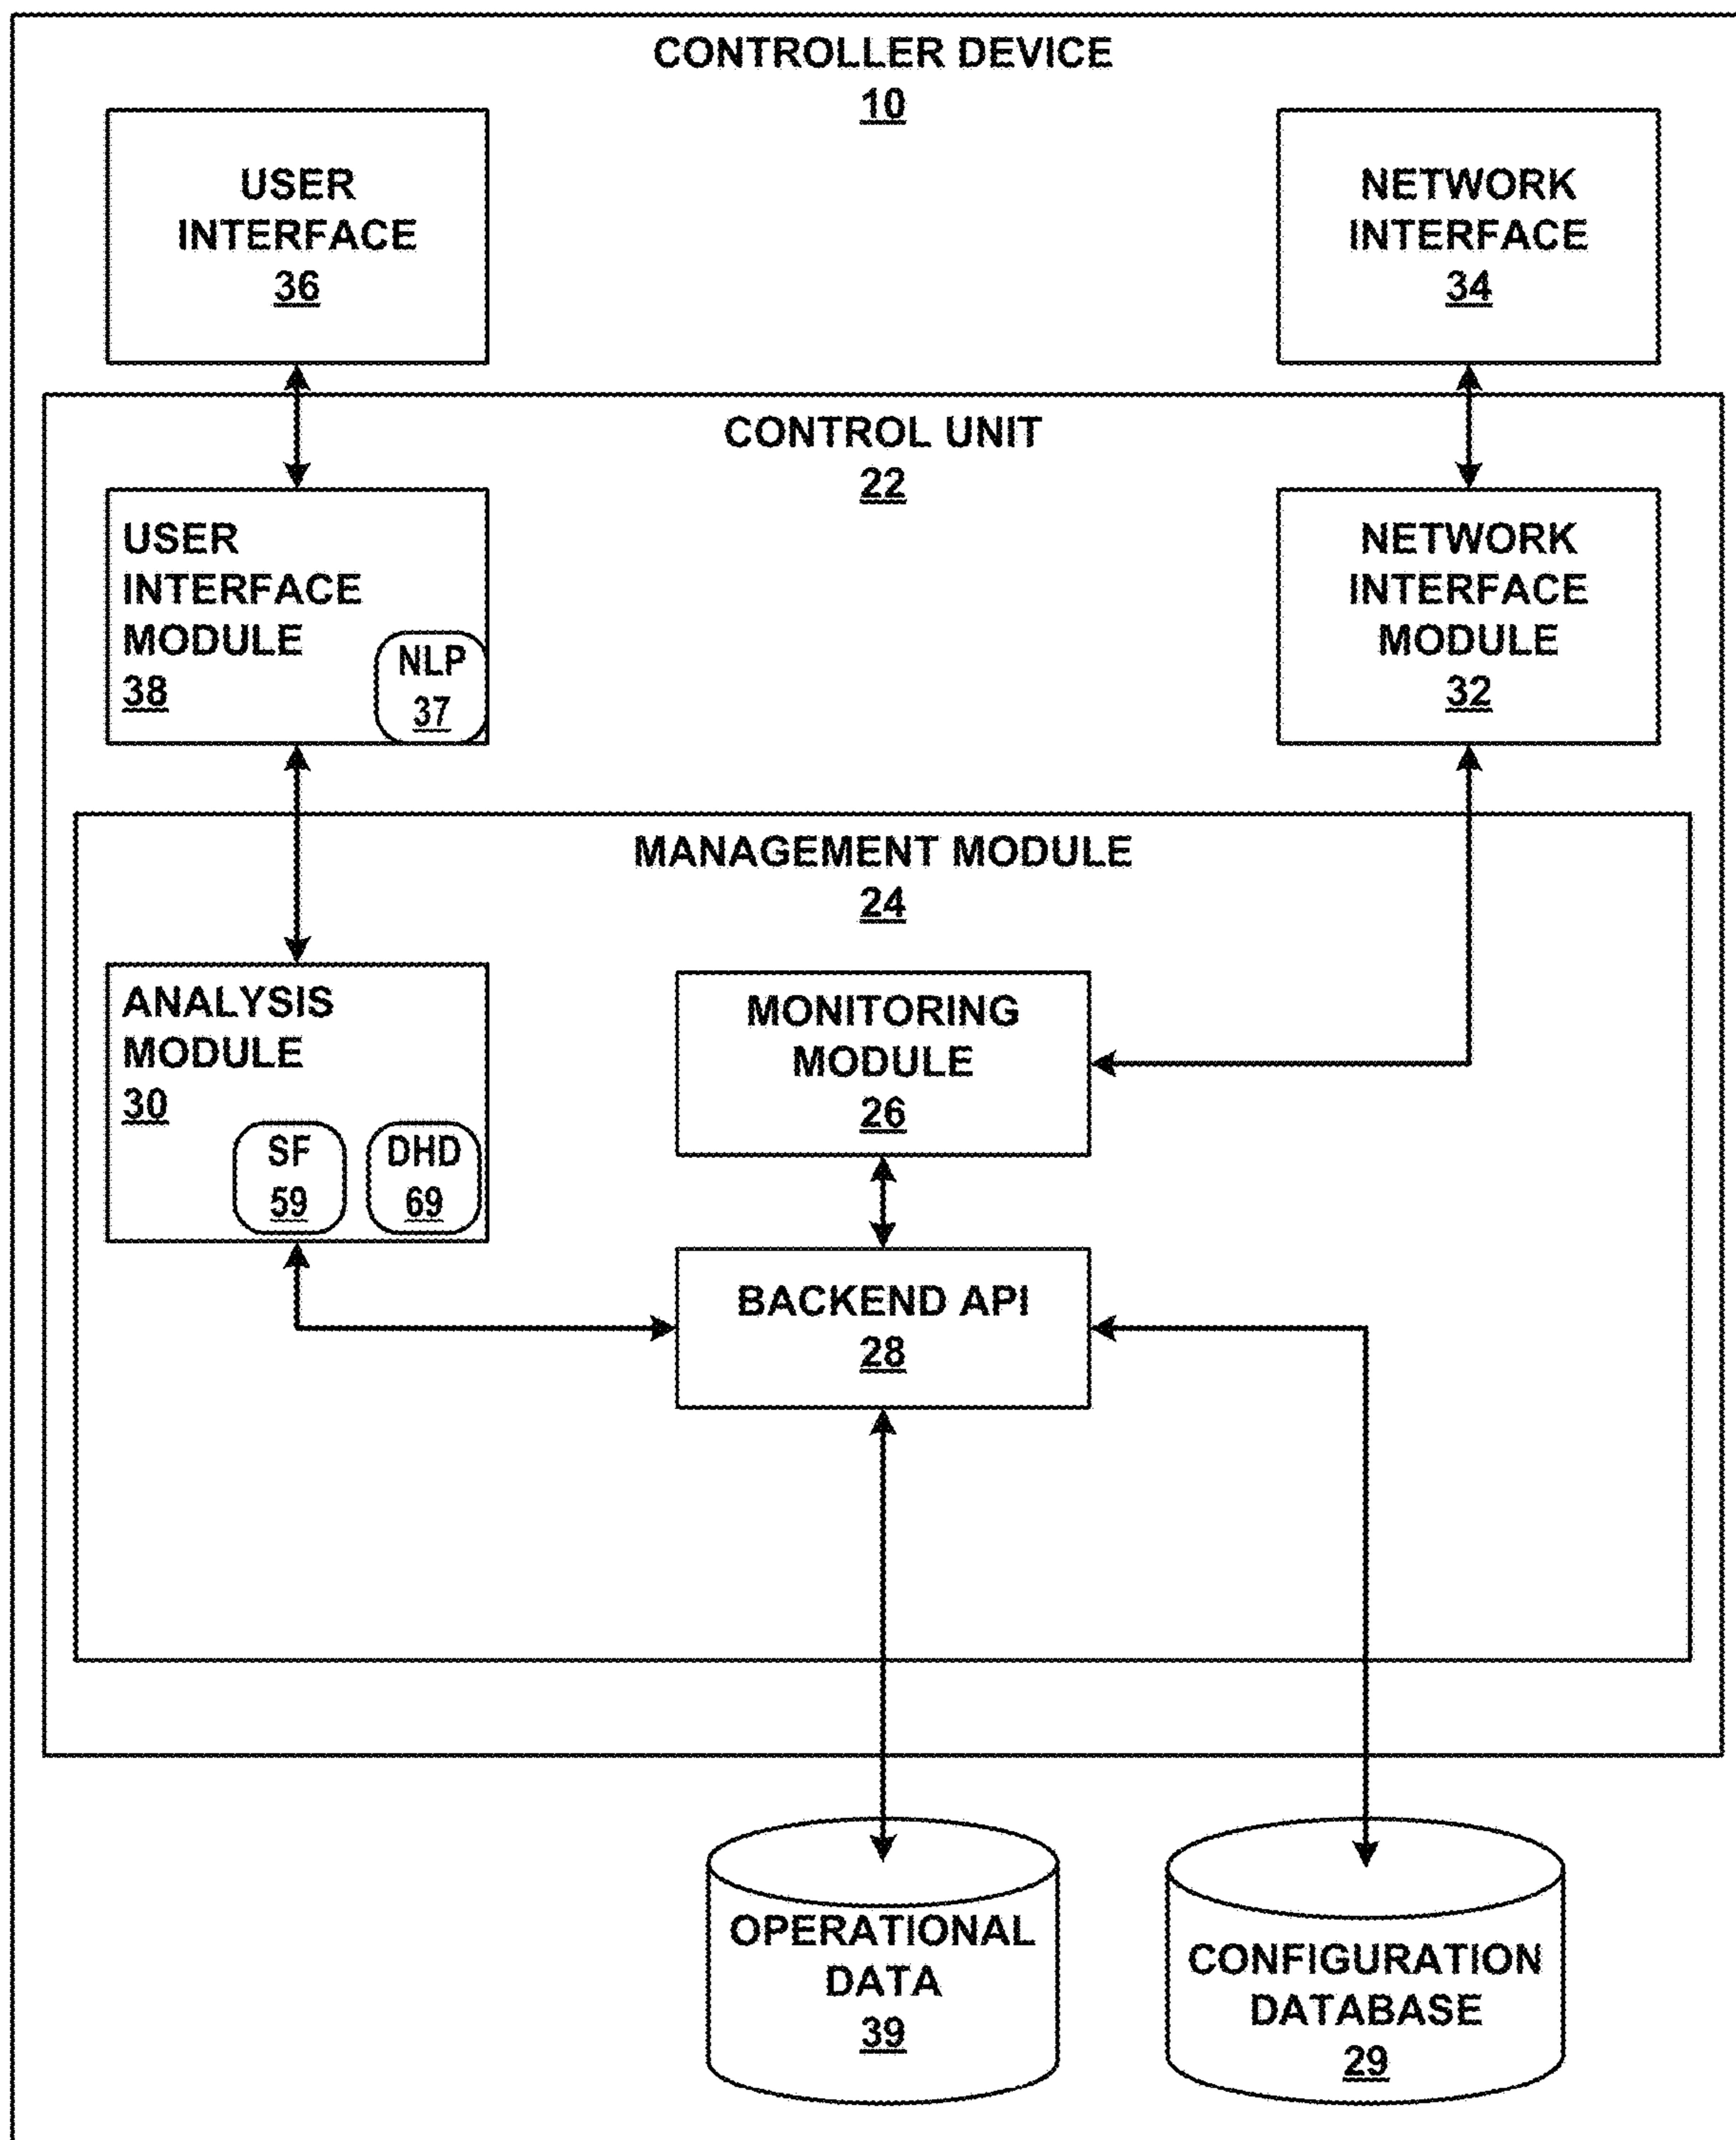 CONTROLLER DEVICE
10
USER
INTERFACE
36
NETWORK
INTERFACE
34
CONTROL UNIT
22
USER
INTERFACE
MODULE
38
NLP
37
NETWORK
INTERFACE
MODULE
32
MANAGEMENT MODULE
24
ANALYSIS
MODULE
30
SF
59
DHD
69
MONITORING
MODULE
26
BACKEND API
28
OPERATIONAL
DATA
39
CONFIGURATION
DATABASE
29